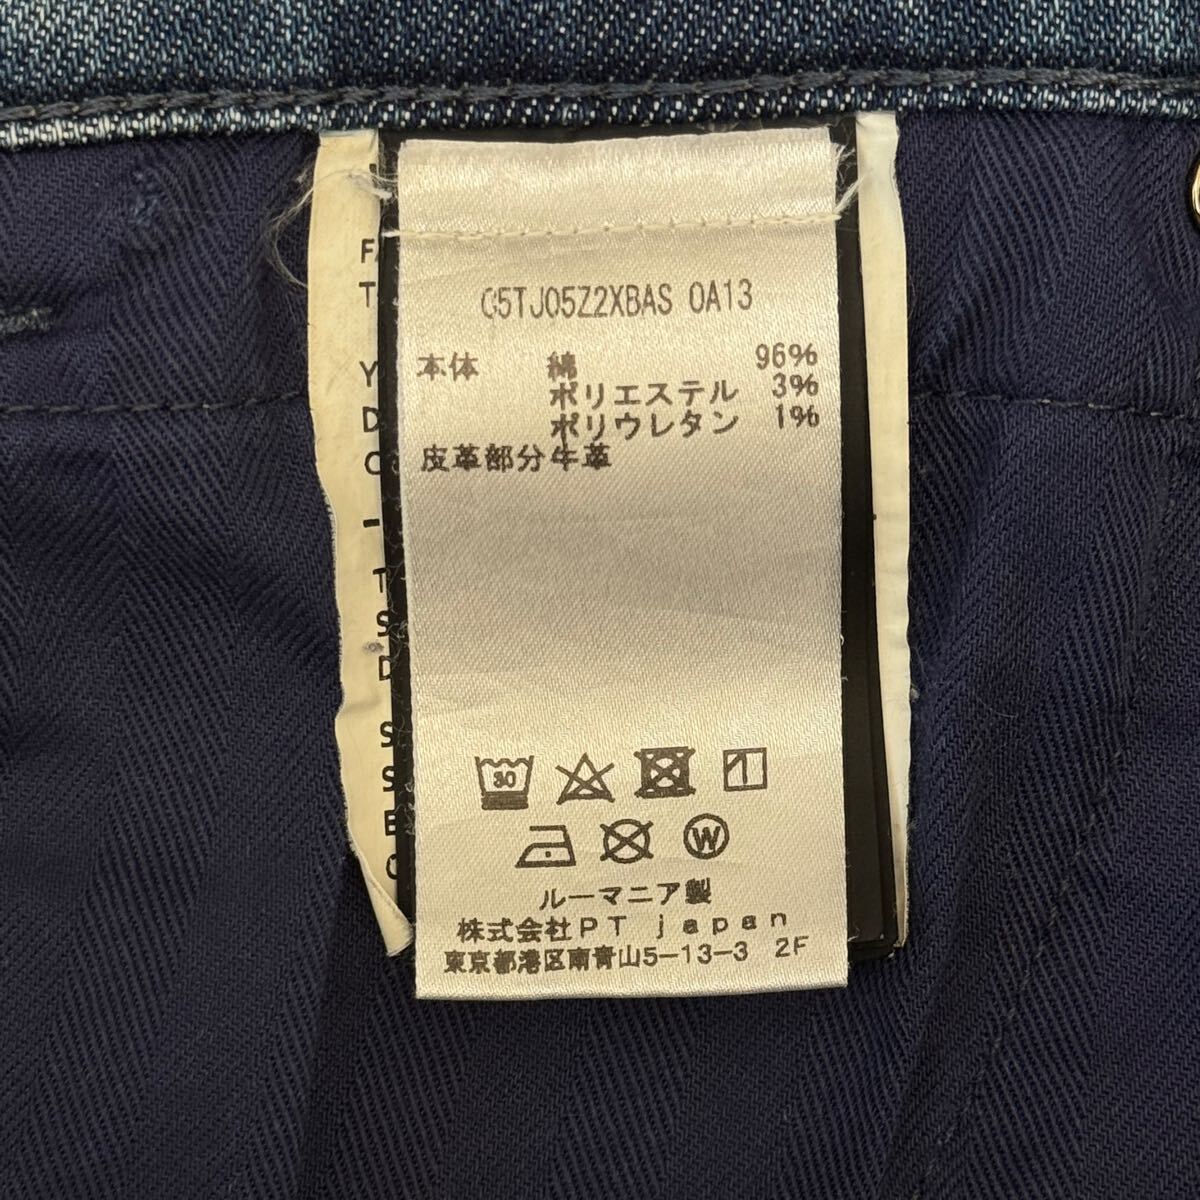 C5TJ05Z2XBAS 0A13
本体 綿 96%
ポリエステル 3%
ポリウレタン 1%
皮革部分牛革
30
W
ルーマニア製
株式会社PT japan
東京都港区南青山5-13-3 2F